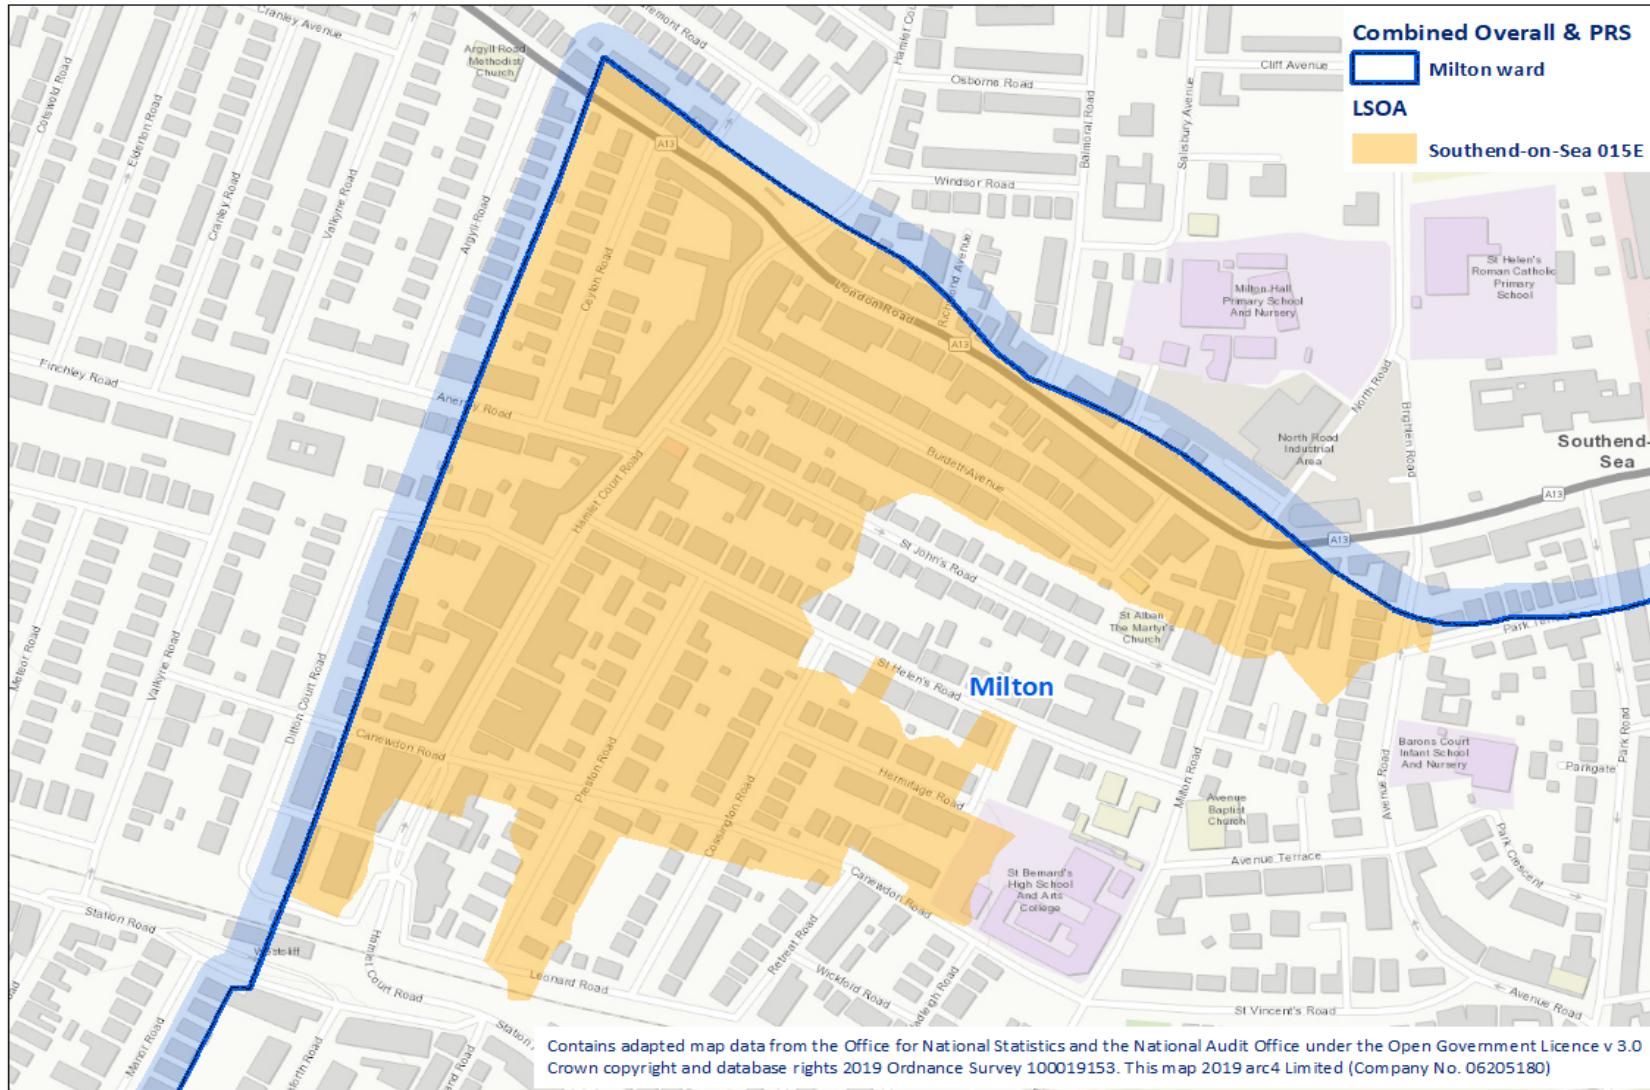 Combined Overall & PRS
Milton ward
LSOA
Southend-on-Sea 015E
Cranley Avenue
Argyll Road
Methodist
Church
Hamlet Cou
Osborne Road
Cliff Avenue
Cotswold Road
Elderton Road
Cranley Road
Valkyrie Road
Argyll Road
A13
Balmoral Road
Salisbury Avenue
Windsor Road
Ceylon Road
Richmond Avenue
London Road
A13
Milton Hall
Primary School
And Nursery
St Helen's
Roman Catholic
Primary
School
Finchley Road
North Road
Brighten Road
Burdett Avenue
North Road
Industrial
Area
Southend-
Sea
A13
A13
Hamlet Court Road
St John's Road
St Alban
The Martyr's
Church
Meteor Road
Valkyrie Road
Ditton Court Road
St Helen's Road
Milton
Canewdon Road
Preston Road
Cossington Road
Hermitage Road
Milton Road
Barons Court
Infant School
And Nursery
Parkgate
Park Road
Avenue Road
Avenue
Baptist
Church
Avenue Terrace
Park Crescent
St Bernard's
High School
And Arts
College
Canewdon Road
Station Road
Westcliff
Hamlet Court Road
Leonard Road
Retreat Road
Wickford Road
St Vincent's Road
Avenue Road
Manor Road
Station
Contains adapted map data from the Office for National Statistics and the National Audit Office under the Open Government Licence v 3.0
Crown copyright and database rights 2019 Ordnance Survey 100019153. This map 2019 arc4 Limited (Company No. 06205180)